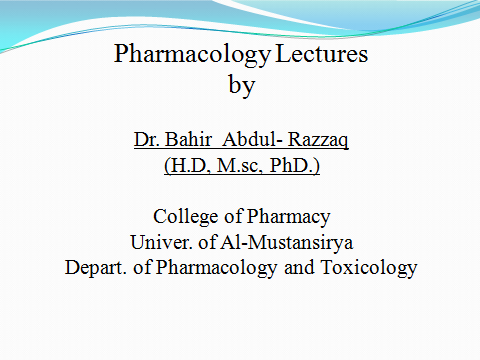 Pharmacology Lectures
by
Dr. Bahir Abdul- Razzaq
(H.D, M.sc, PhD.)
College of Pharmacy
Univer. of Al-Mustansirya
Depart. of Pharmacology and Toxicology